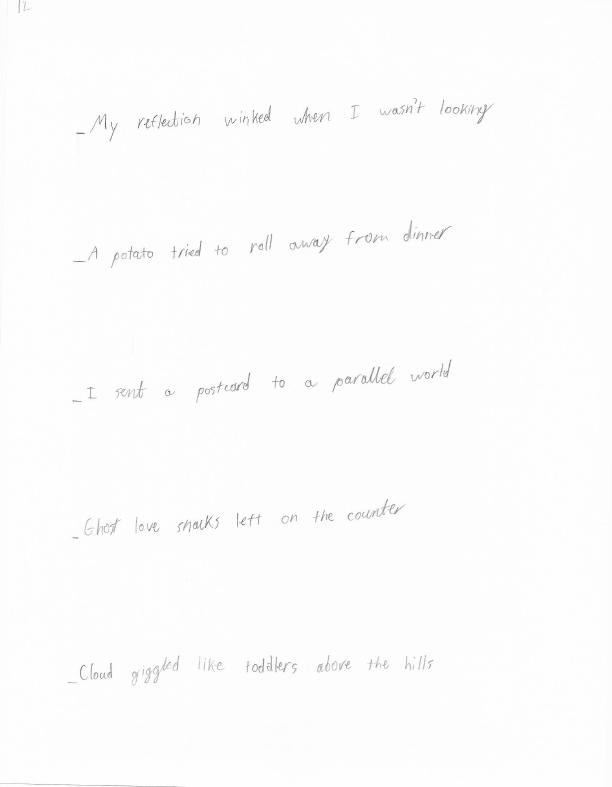 12
_My reflection winked when I wasn't looking
_A potato tried to roll away from dinner
_I sent a postcard to a parallel world
_Ghost love snacks left on the counter
_Cloud giggled like toddlers above the hills